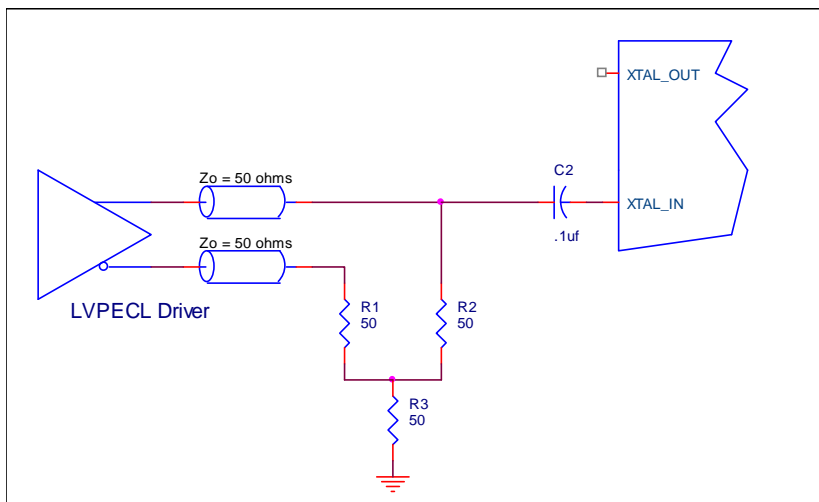 XTAL_OUT
Zo = 50 ohms
C2
XTAL_IN
.1uf
Zo = 50 ohms
LVPECL Driver
R1
50
R2
50
R3
50